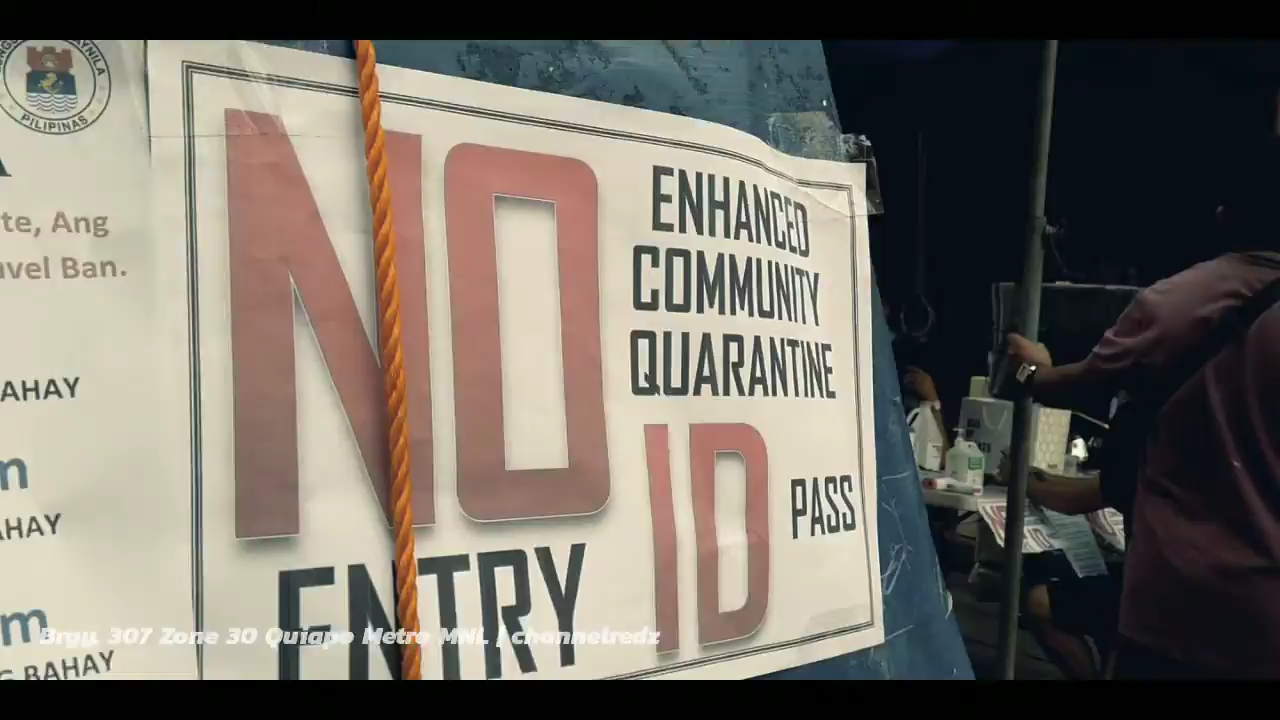 PILIPINAS
te, Ang
vel Ban.
AHAY
AHAY
BAHAY
NO
ENHANCED
COMMUNITY
QUARANTINE
ID PASS
ENTRY
Brgy. 307 Zone 30 Quiapo Metro MNL | channelredz